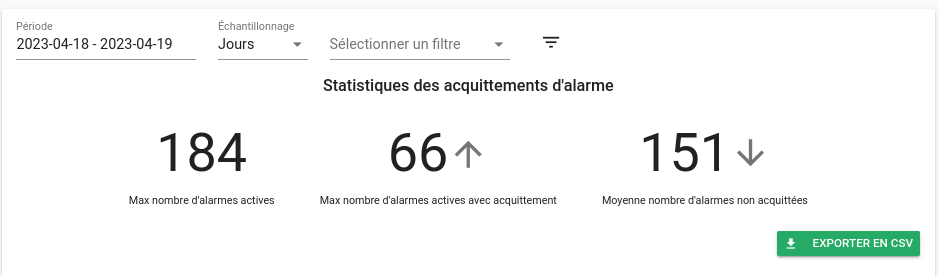 Période
Échantillonnage
2023-04-18 - 2023-04-19
Jours
Sélectionner un filtre
Statistiques des acquittements d'alarme
184
66
151
Max nombre d'alarmes actives
Max nombre d'alarmes actives avec acquittement
Moyenne nombre d'alarmes non acquittées
EXPORTER EN CSV